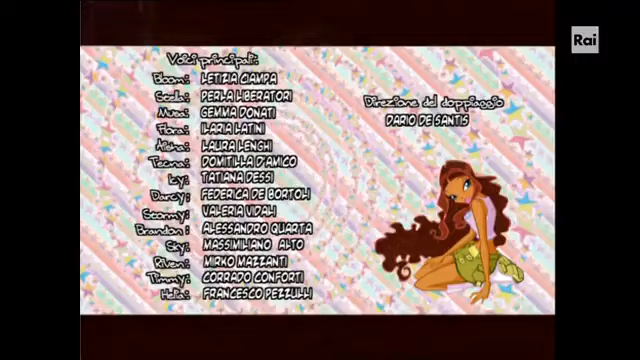 Rai
Voci principali:
Bloom: LETIZIA CIAMPA
Stella: PERLA LIBERATORI
Musa: GEMMA DONATI
Flora: ILARIA LATINI
Aisha: LAURA LENGHI
Tecna: DOMITILLA D'AMICO
Icy: TATIANA DESSI
Darcy: FEDERICA DE BORTOLI
Stormy: VALERIA VIDALI
Brandon: ALESSANDRO QUARTA
Sky: MASSIMILIANO ALTO
Riven: MIRKO MAZZANTI
Timmy: CORRADO CONFORTI
Helia: FRANCESCO PEZZULLI
Direzione del doppiaggio
DARIO DE SANTIS